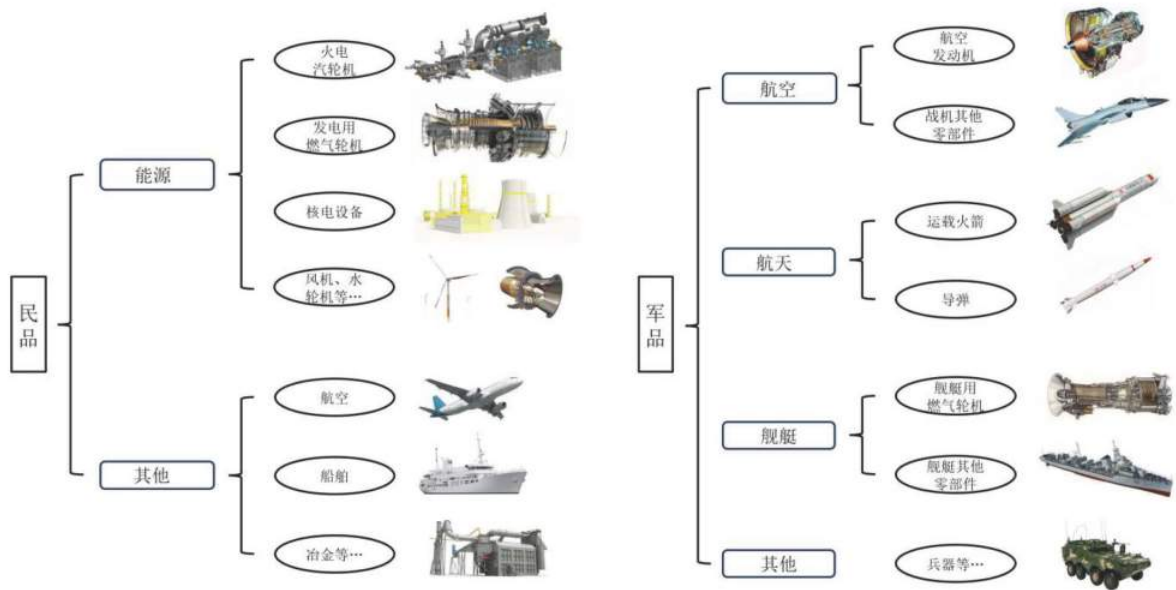 民
品
能源
火电
汽轮机
发电用
燃气轮机
核电设备
风机、水
轮机等…
其他
航空
船舶
冶金等…
军
品
航空
航空
发动机
战机其他
零部件
航天
运载火箭
导弹
舰艇
舰艇用
燃气轮机
舰艇其他
零部件
其他
兵器等…